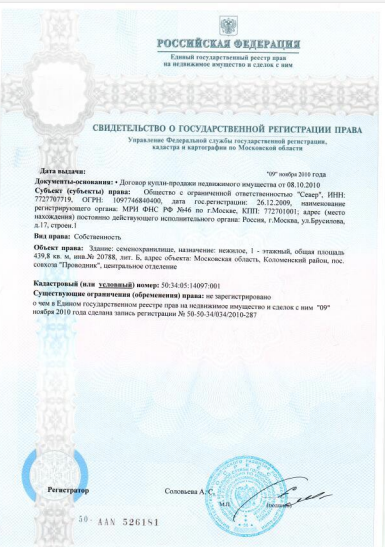 РОССИЙСКАЯ ФЕДЕРАЦИЯ
Единый государственный реестр прав
на недвижимое имущество и сделок с ним
СВИДЕТЕЛЬСТВО О ГОСУДАРСТВЕННОЙ РЕГИСТРАЦИИ ПРАВА
Управление Федеральной службы государственной регистрации,
кадастра и картографии по Московской области
Дата выдачи: "09" ноября 2010 года
Документы-основания: • Договор купли-продажи недвижимого имущества от 08.10.2010
Субъект (субъекты) права: Общество с ограниченной ответственностью "Север", ИНН:
7727707719, ОГРН: 1097746840400, дата гос.регистрации: 26.12.2009, наименование
регистрирующего органа: МРИ ФНС РФ №46 по г.Москве, КПП: 772701001; адрес (место
нахождения) постоянно действующего исполнительного органа: Россия, г.Москва, ул.Брусилова,
д.17, строен.1
Вид права: Собственность
Объект права: Здание: семенохранилище, назначение: нежилое, 1 - этажный, общая площадь
439,8 кв. м, инв.№ 20788, лит. Б, адрес объекта: Московская область, Коломенский район, пос.
совхоза "Проводник", центральное отделение
Кадастровый (или условный) номер: 50:34:05:14097:001
Существующие ограничения (обременения) права: не зарегистрировано
о чем в Едином государственном реестре прав на недвижимое имущество и сделок с ним "09"
ноября 2010 года сделана запись регистрации № 50-50-34/034/2010-287
Регистратор Соловьева А. С.
М.П. (подпись)
50- ААN 526181